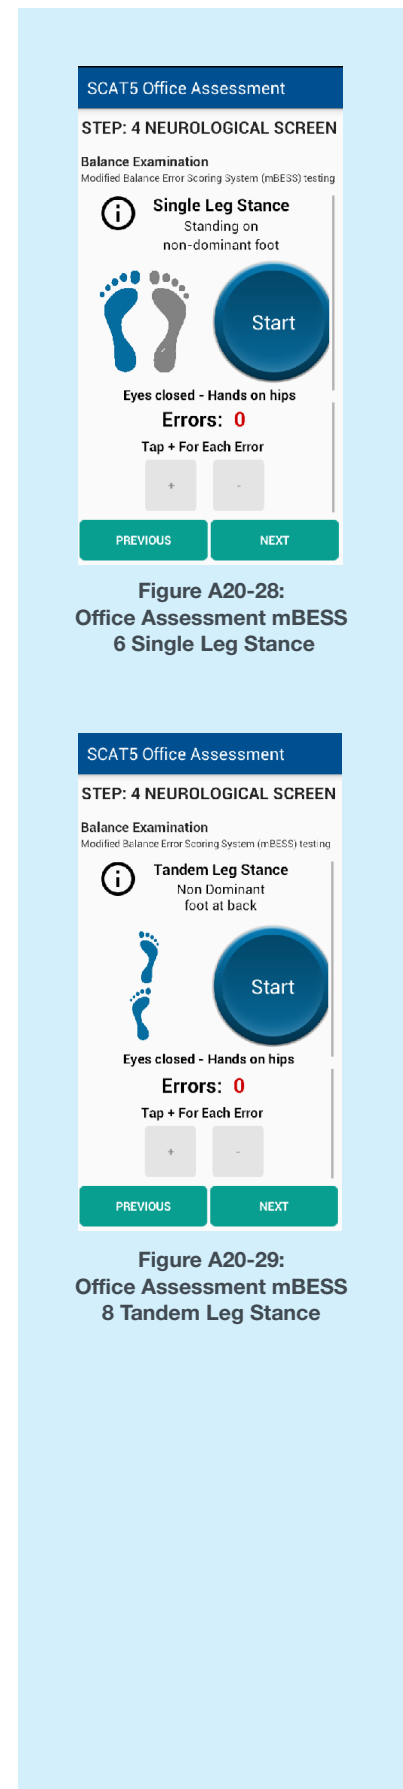 SCAT5 Office Assessment
STEP: 4 NEUROLOGICAL SCREEN
Balance Examination
Modified Balance Error Scoring System (mBESS) testing
Single Leg Stance
Standing on
non-dominant foot
Start
Eyes closed - Hands on hips
Errors: 0
Tap + For Each Error
+ -
PREVIOUS NEXT
Figure A20-28:
Office Assessment mBESS
6 Single Leg Stance
SCAT5 Office Assessment
STEP: 4 NEUROLOGICAL SCREEN
Balance Examination
Modified Balance Error Scoring System (mBESS) testing
Tandem Leg Stance
Non Dominant
foot at back
Start
Eyes closed - Hands on hips
Errors: 0
Tap + For Each Error
+ -
PREVIOUS NEXT
Figure A20-29:
Office Assessment mBESS
8 Tandem Leg Stance